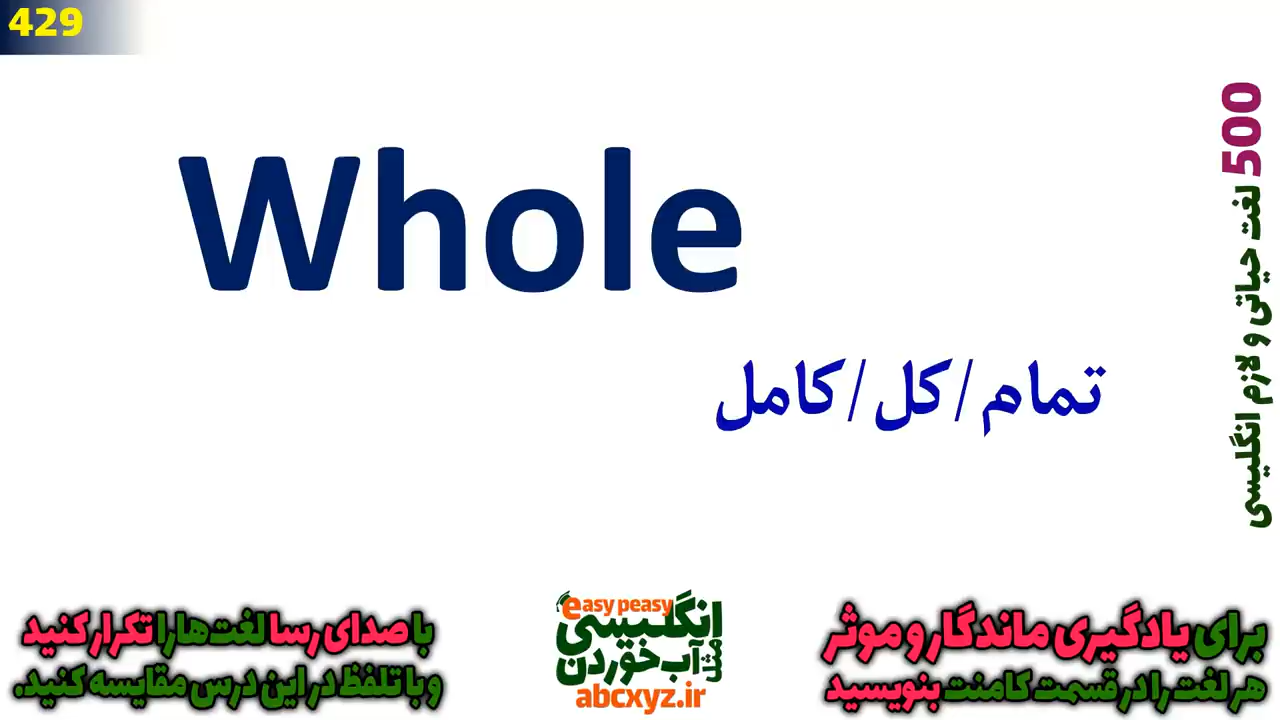 429
Whole
تمام/کل/کامل
500 لغت حیاتی و لازم انگلیسی
برای یادگیری ماندگار و موثر
هر لغت را در قسمت کامنت بنویسید
easy peasy
انگلیسی
مثل آب خوردن
abcxyz.ir
با صدای رسا لغت‌ها را تکرار کنید
و با تلفظ در این درس مقایسه کنید.